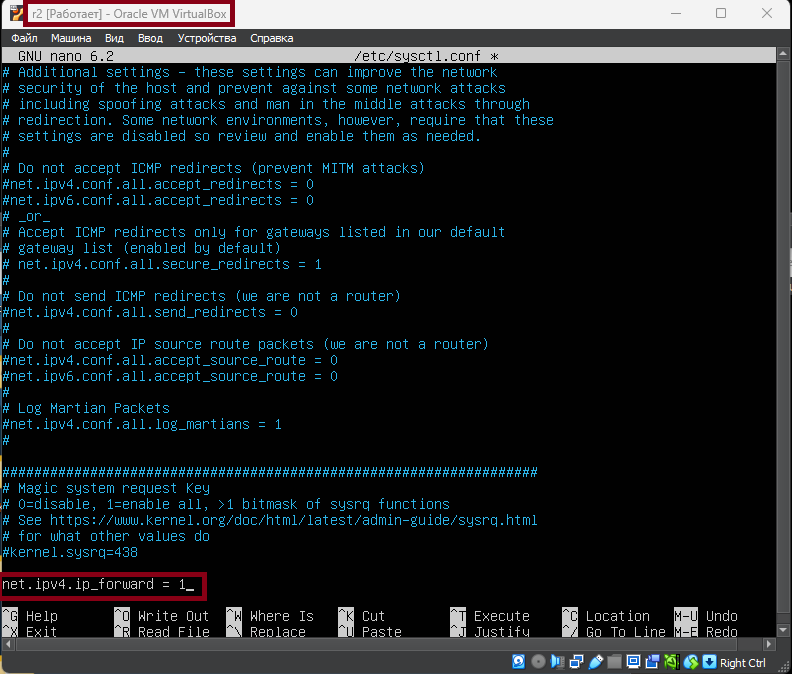 r2 [Работает] - Oracle VM VirtualBox
Файл Машина Вид Ввод Устройства Справка
GNU nano 6.2 /etc/sysctl.conf *
# Additional settings – these settings can improve the network
# security of the host and prevent against some network attacks
# including spoofing attacks and man in the middle attacks through
# redirection. Some network environments, however, require that these
# settings are disabled so review and enable them as needed.
#
# Do not accept ICMP redirects (prevent MITM attacks)
#net.ipv4.conf.all.accept_redirects = 0
#net.ipv6.conf.all.accept_redirects = 0
# _or_
# Accept ICMP redirects only for gateways listed in our default
# gateway list (enabled by default)
# net.ipv4.conf.all.secure_redirects = 1
#
# Do not send ICMP redirects (we are not a router)
#net.ipv4.conf.all.send_redirects = 0
#
# Do not accept IP source route packets (we are not a router)
#net.ipv4.conf.all.accept_source_route = 0
#net.ipv6.conf.all.accept_source_route = 0
#
# Log Martian Packets
#net.ipv4.conf.all.log_martians = 1
#
###################################################################
# Magic system request Key
# 0=disable, 1=enable all, >1 bitmask of sysrq functions
# See https://www.kernel.org/doc/html/latest/admin-guide/sysrq.html
# for what other values do
#kernel.sysrq=438
net.ipv4.ip_forward = 1_
^G Help ^O Write Out ^W Where Is ^K Cut ^T Execute ^C Location M-U Undo
^X Exit ^R Read File ^\ Replace ^U Paste ^J Justify ^/ Go To Line M-E Redo
Right Ctrl